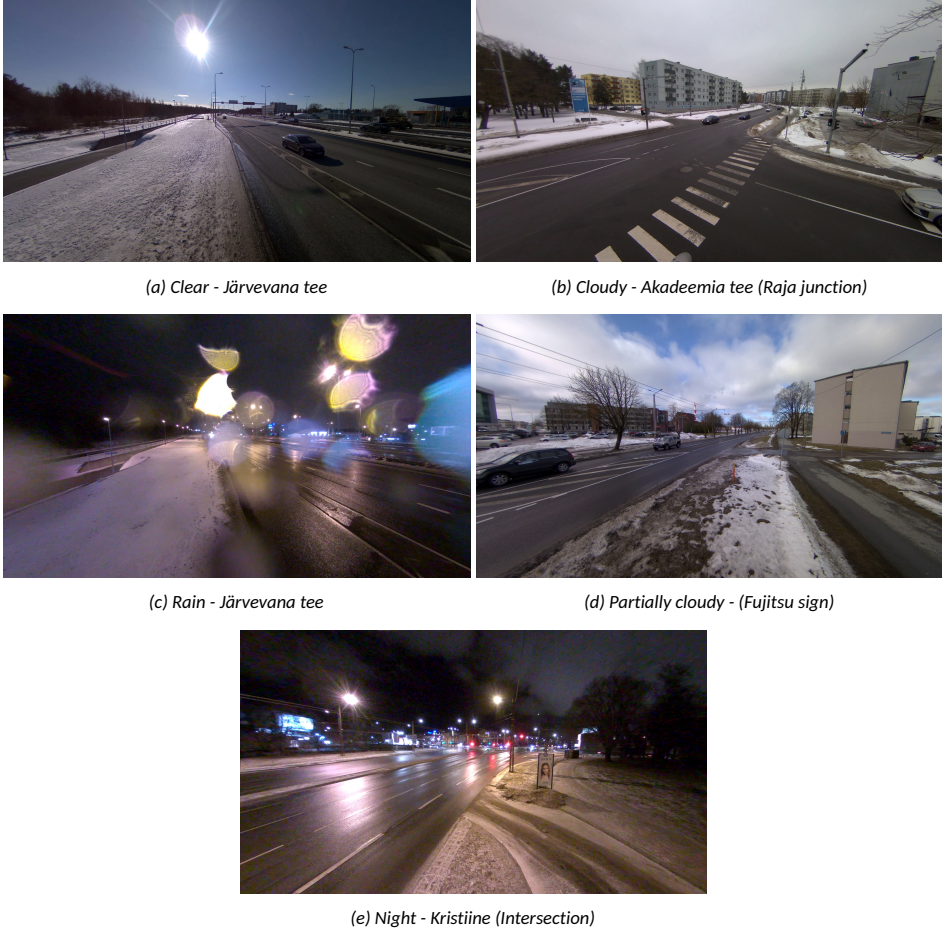 (a) Clear - Järvevana tee
(b) Cloudy - Akadeemia tee (Raja junction)
(c) Rain - Järvevana tee
(d) Partially cloudy - (Fujitsu sign)
(e) Night - Kristiine (Intersection)